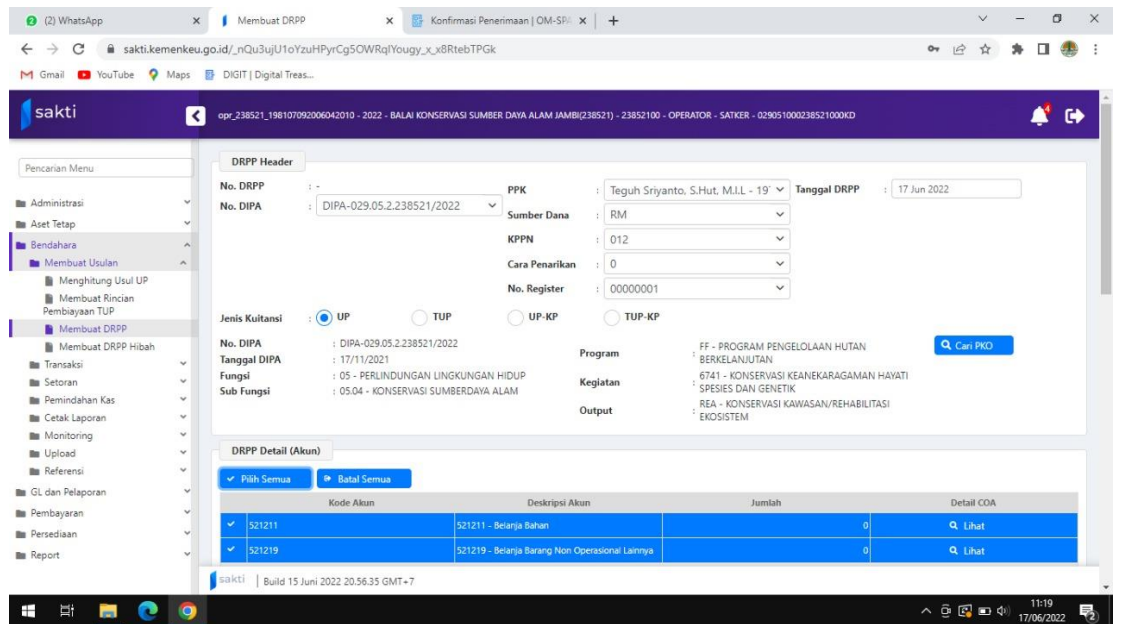 (2) WhatsApp
Membuat DRPP
Konfirmasi Penerimaan | OM-SPA
sakti.kemenkeu.go.id/_nQu3ujU1oYzuHPyrCg5OWRqlYougy_x_x8RtebTPGk
Gmail YouTube Maps DIGIT | Digital Treas...
sakti
opr_238521_198107092006042010 - 2022 - BALAI KONSERVASI SUMBER DAYA ALAM JAMBI(238521) - 23852100 - OPERATOR - SATKER - 029051000238521000KD
4
Pencarian Menu
Administrasi
Aset Tetap
Bendahara
Membuat Usulan
Menghitung Usul UP
Membuat Rincian
Pembiayaan TUP
Membuat DRPP
Membuat DRPP Hibah
Transaksi
Setoran
Pemindahan Kas
Cetak Laporan
Monitoring
Upload
Referensi
GL dan Pelaporan
Pembayaran
Persediaan
Report
DRPP Header
No. DRPP : -
No. DIPA : DIPA-029.05.2.238521/2022
PPK : Teguh Sriyanto, S.Hut, M.I.L - 19
Tanggal DRPP : 17 Jun 2022
Sumber Dana : RM
KPPN : 012
Cara Penarikan : 0
No. Register : 00000001
Jenis Kuitansi : UP TUP UP-KP TUP-KP
No. DIPA : DIPA-029.05.2.238521/2022
Tanggal DIPA : 17/11/2021
Fungsi : 05 - PERLINDUNGAN LINGKUNGAN HIDUP
Sub Fungsi : 05.04 - KONSERVASI SUMBERDAYA ALAM
Program : FF - PROGRAM PENGELOLAAN HUTAN
BERKELANJUTAN
Kegiatan : 6741 - KONSERVASI KEANEKARAGAMAN HAYATI
SPESIES DAN GENETIK
Output : REA - KONSERVASI KAWASAN/REHABILITASI
EKOSISTEM
Cari PKO
DRPP Detail (Akun)
Pilih Semua Batal Semua
Kode Akun Deskripsi Akun Jumlah Detail COA
521211 521211 - Belanja Bahan 0 Lihat
521219 521219 - Belanja Barang Non Operasional Lainnya 0 Lihat
sakti | Build 15 Juni 2022 20.56.35 GMT+7
11:19
17/06/2022
2